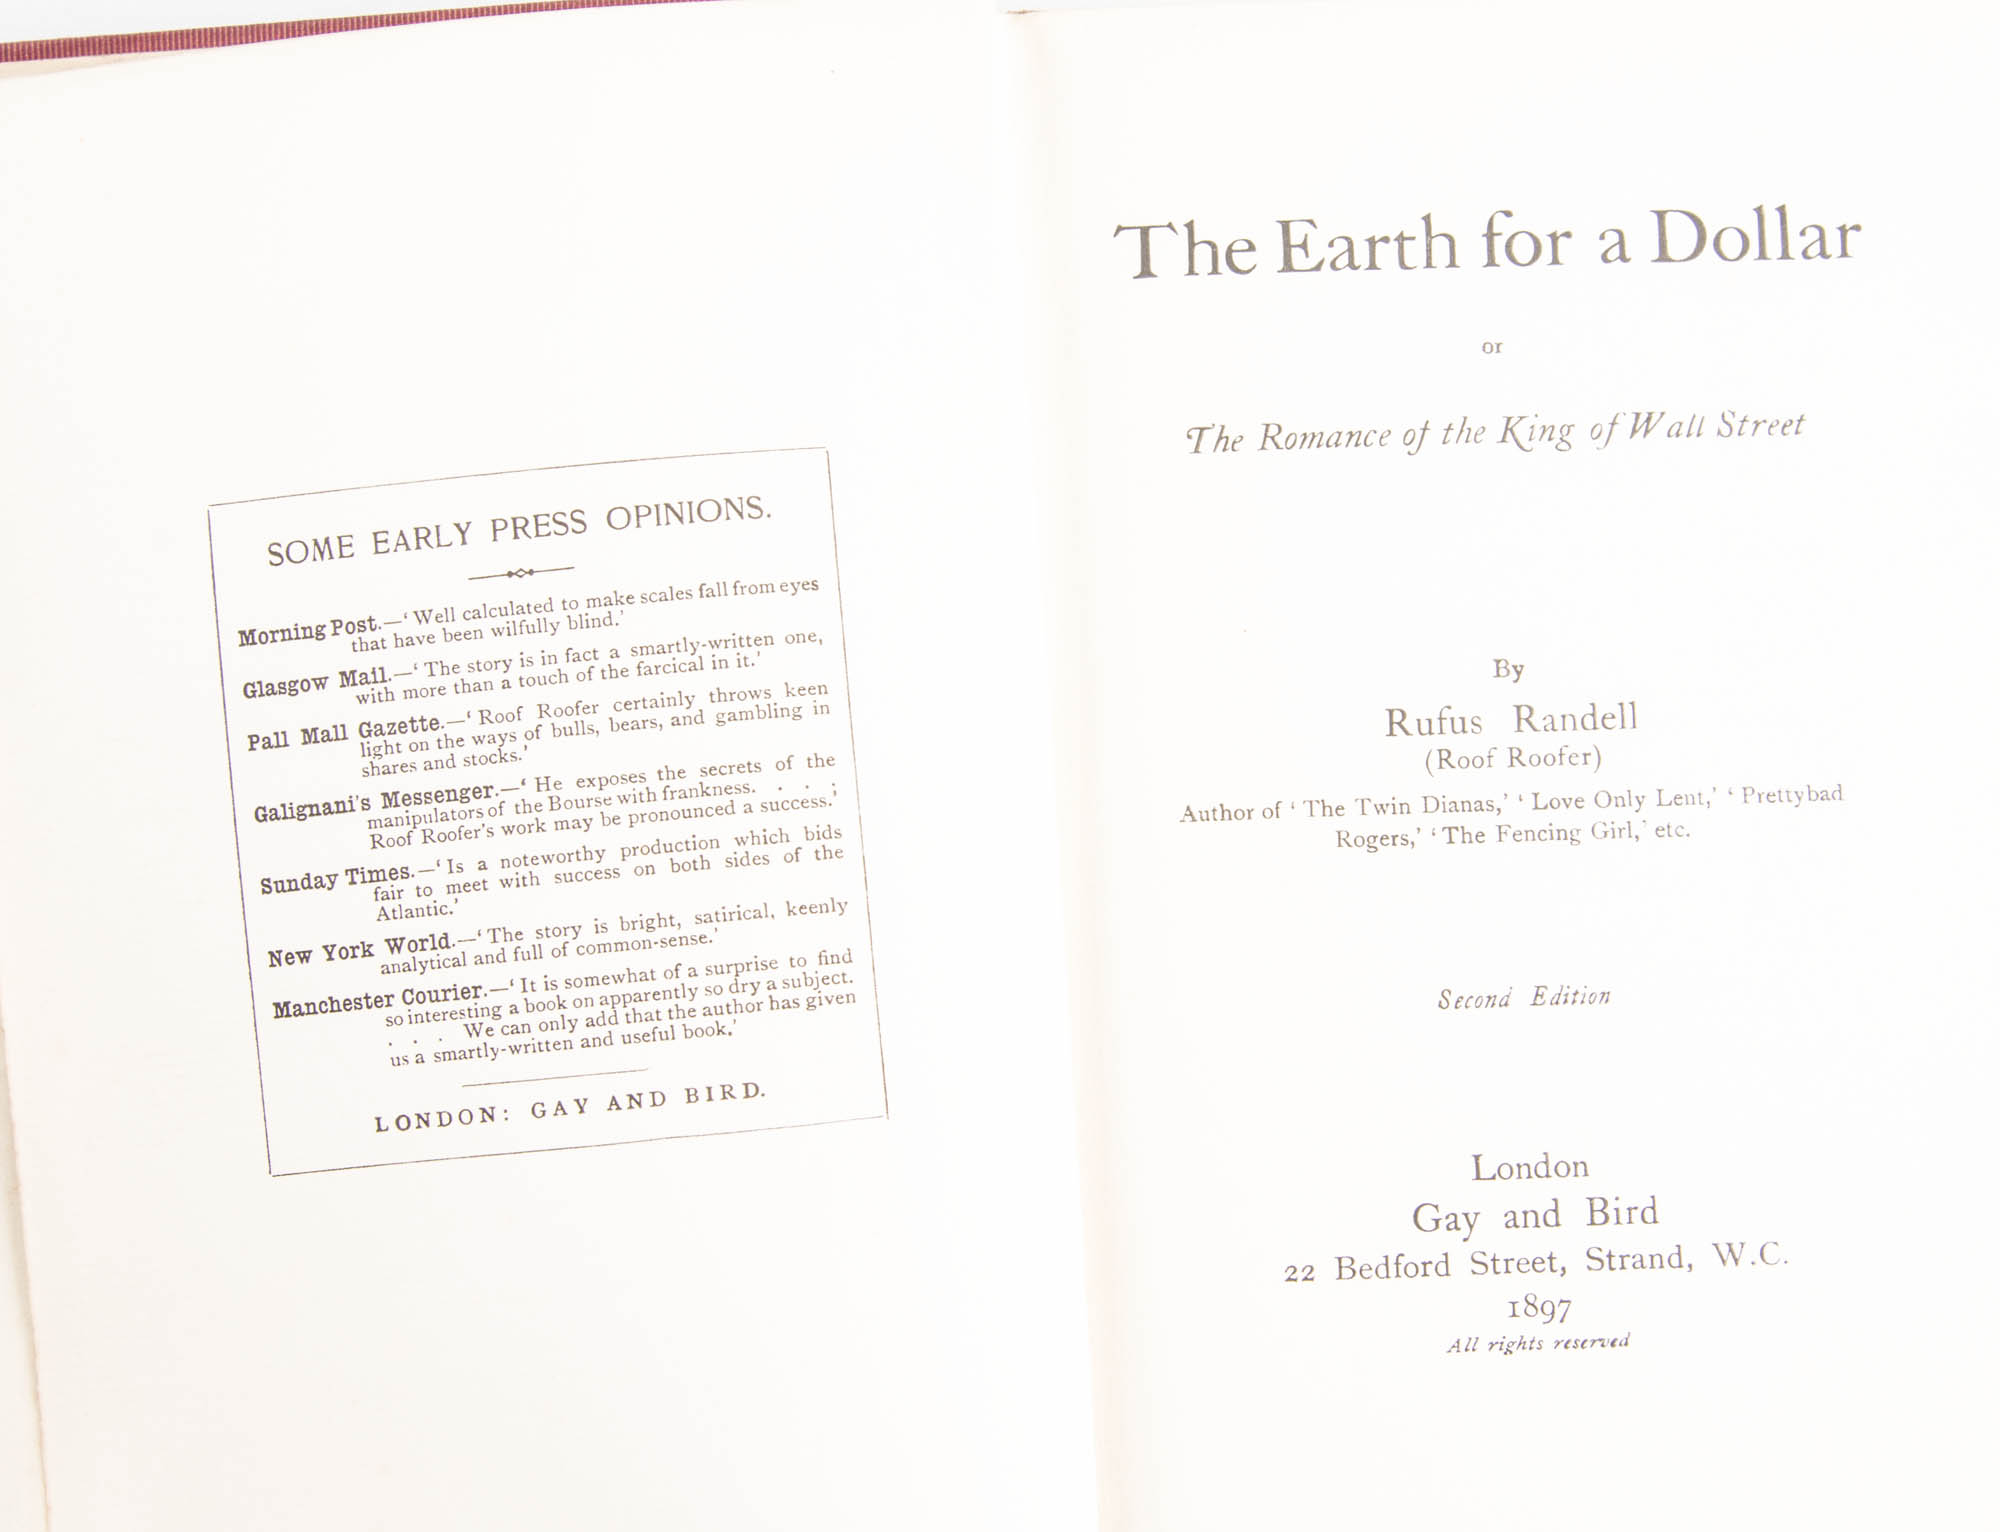 SOME EARLY PRESS OPINIONS.
Morning Post.—‘Well calculated to make scales fall from eyes
that have been wilfully blind.’
Glasgow Mail.—‘The story is in fact a smartly-written one,
with more than a touch of the farcical in it.’
Pall Mall Gazette.—‘Roof Roofer certainly throws keen
light on the ways of bulls, bears, and gambling in
shares and stocks.’
Galignani's Messenger.—‘He exposes the secrets of the
manipulators of the Bourse with frankness. . . .
Roof Roofer's work may be pronounced a success.’
Sunday Times.—‘Is a noteworthy production which bids
fair to meet with success on both sides of the
Atlantic.’
New York World.—‘The story is bright, satirical, keenly
analytical and full of common-sense.’
Manchester Courier.—‘It is somewhat of a surprise to find
so interesting a book on apparently so dry a subject.
. . . We can only add that the author has given
us a smartly-written and useful book.’
LONDON: GAY AND BIRD.
The Earth for a Dollar
or
The Romance of the King of Wall Street
By
Rufus Randell
(Roof Roofer)
Author of ‘The Twin Dianas,’ ‘Love Only Lent,’ ‘Prettybad
Rogers,’ ‘The Fencing Girl,’ etc.
Second Edition
London
Gay and Bird
22 Bedford Street, Strand, W.C.
1897
All rights reserved